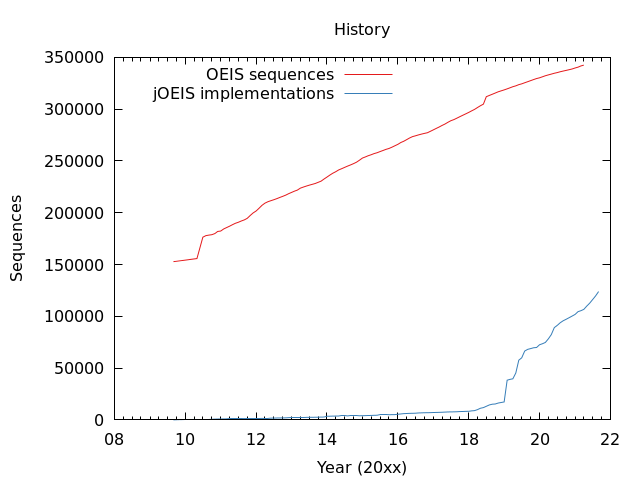 History
OEIS sequences
jOEIS implementations
350000
300000
250000
200000
150000
100000
50000
0
Sequences
08 10 12 14 16 18 20 22
Year (20xx)